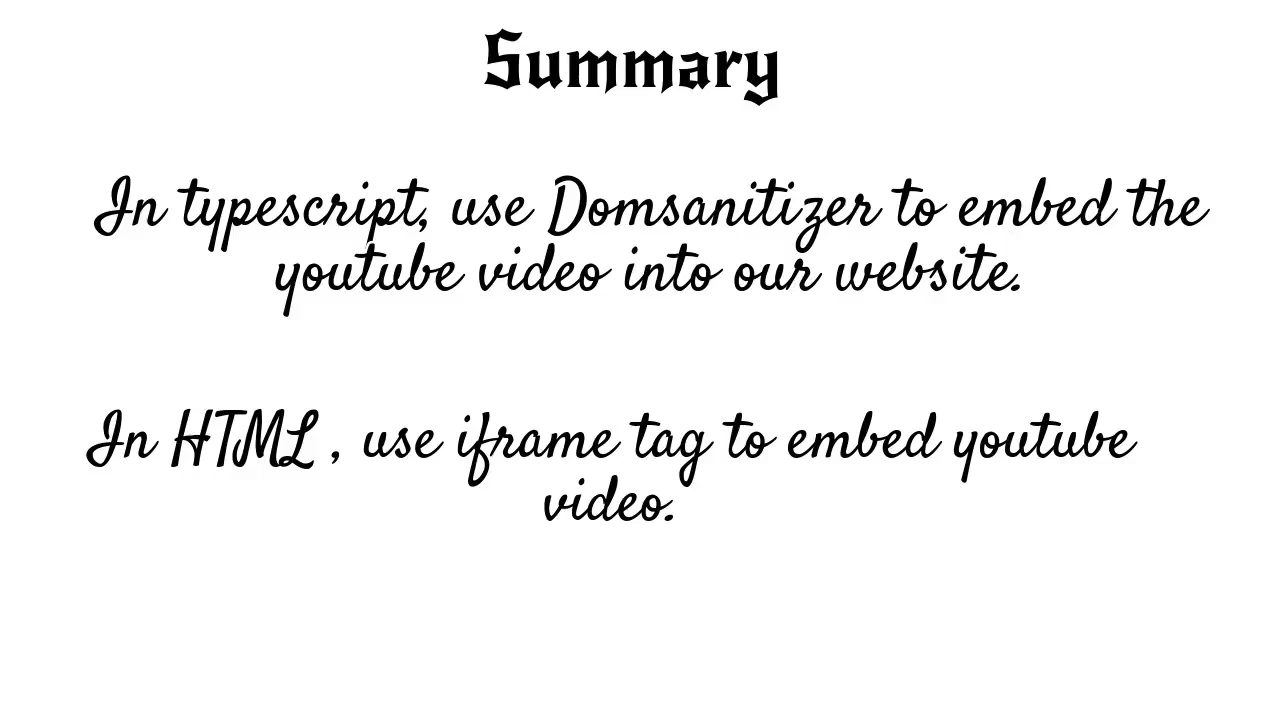 Summary
In typescript, use Domsanitizer to embed the
youtube video into our website.
In HTML , use iframe tag to embed youtube
video.